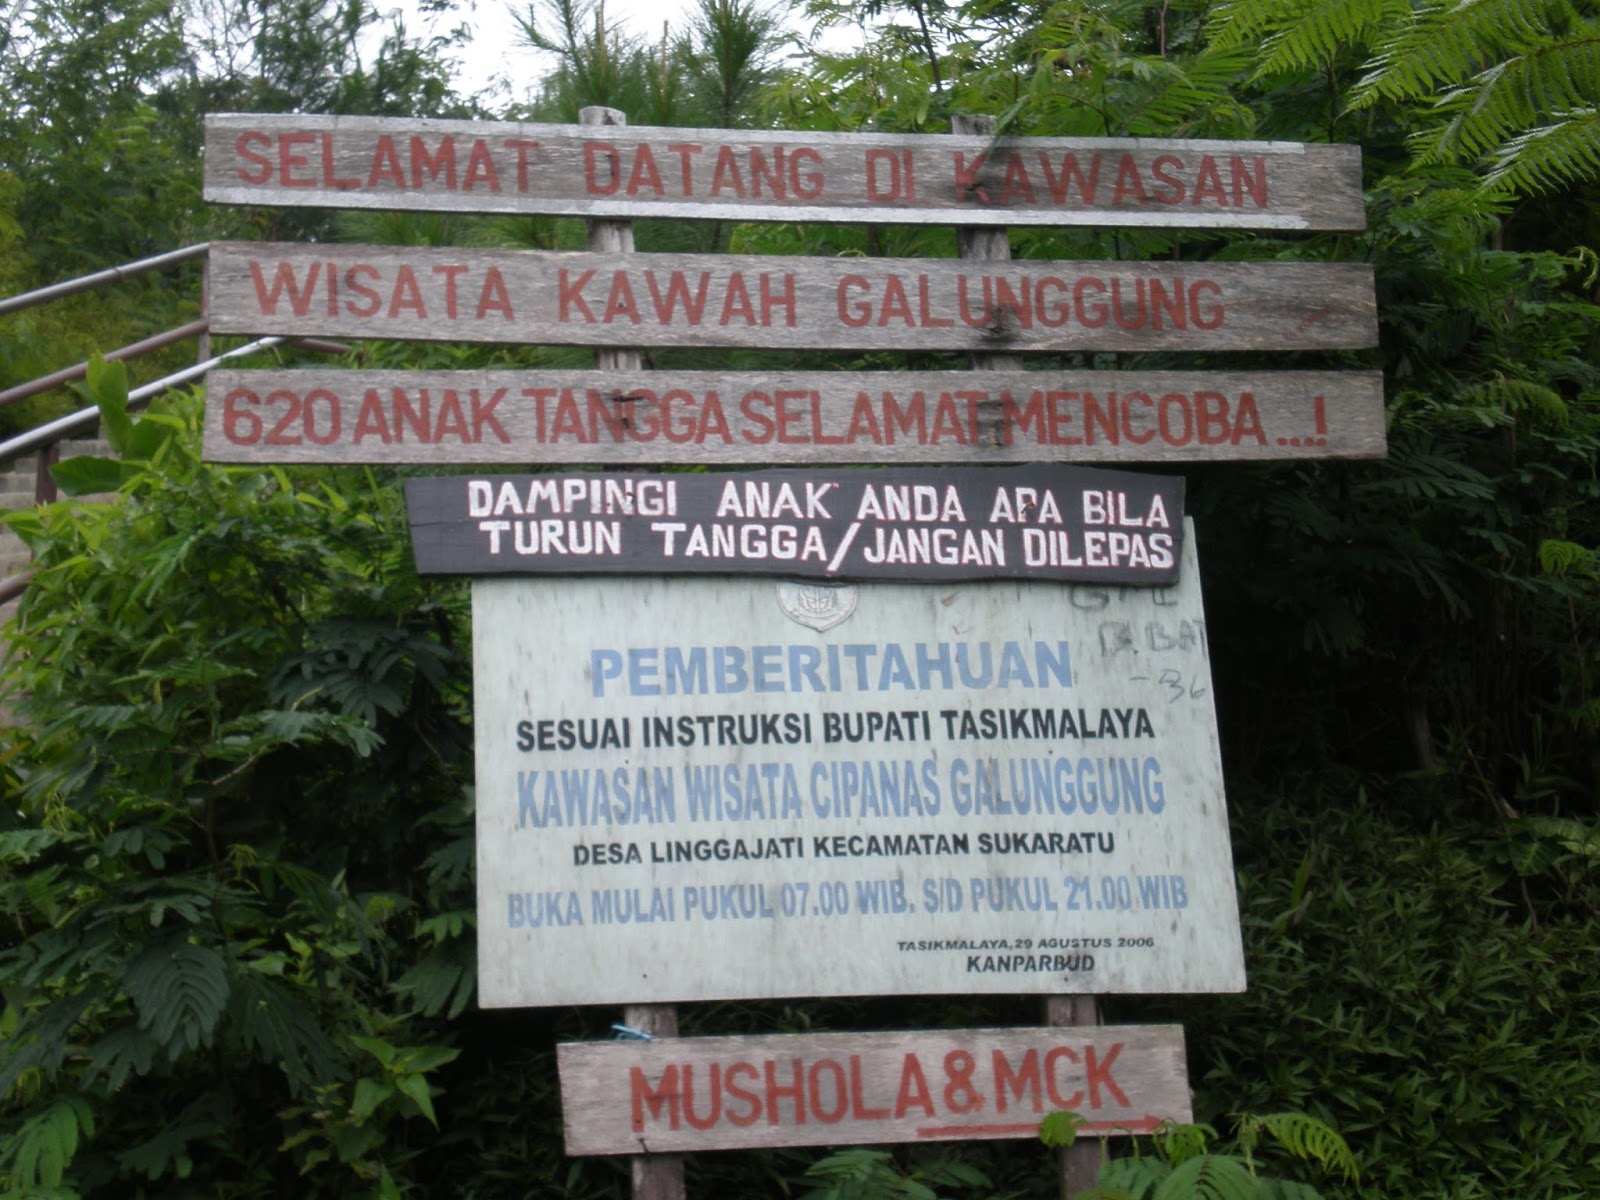 SELAMAT DATANG DI KAWASAN
WISATA KAWAH GALUNGGUNG
620 ANAK TANGGA SELAMAT MENCOBA....!
DAMPINGI ANAK ANDA APA BILA
TURUN TANGGA/JANGAN DILEPAS
PEMBERITAHUAN
SESUAI INSTRUKSI BUPATI TASIKMALAYA
KAWASAN WISATA CIPANAS GALUNGGUNG
DESA LINGGAJATI KECAMATAN SUKARATU
BUKA MULAI PUKUL 07.00 WIB. S/D PUKUL 21.00 WIB
TASIKMALAYA, 29 AGUSTUS 2006
KANPARBUD
MUSHOLA & MCK